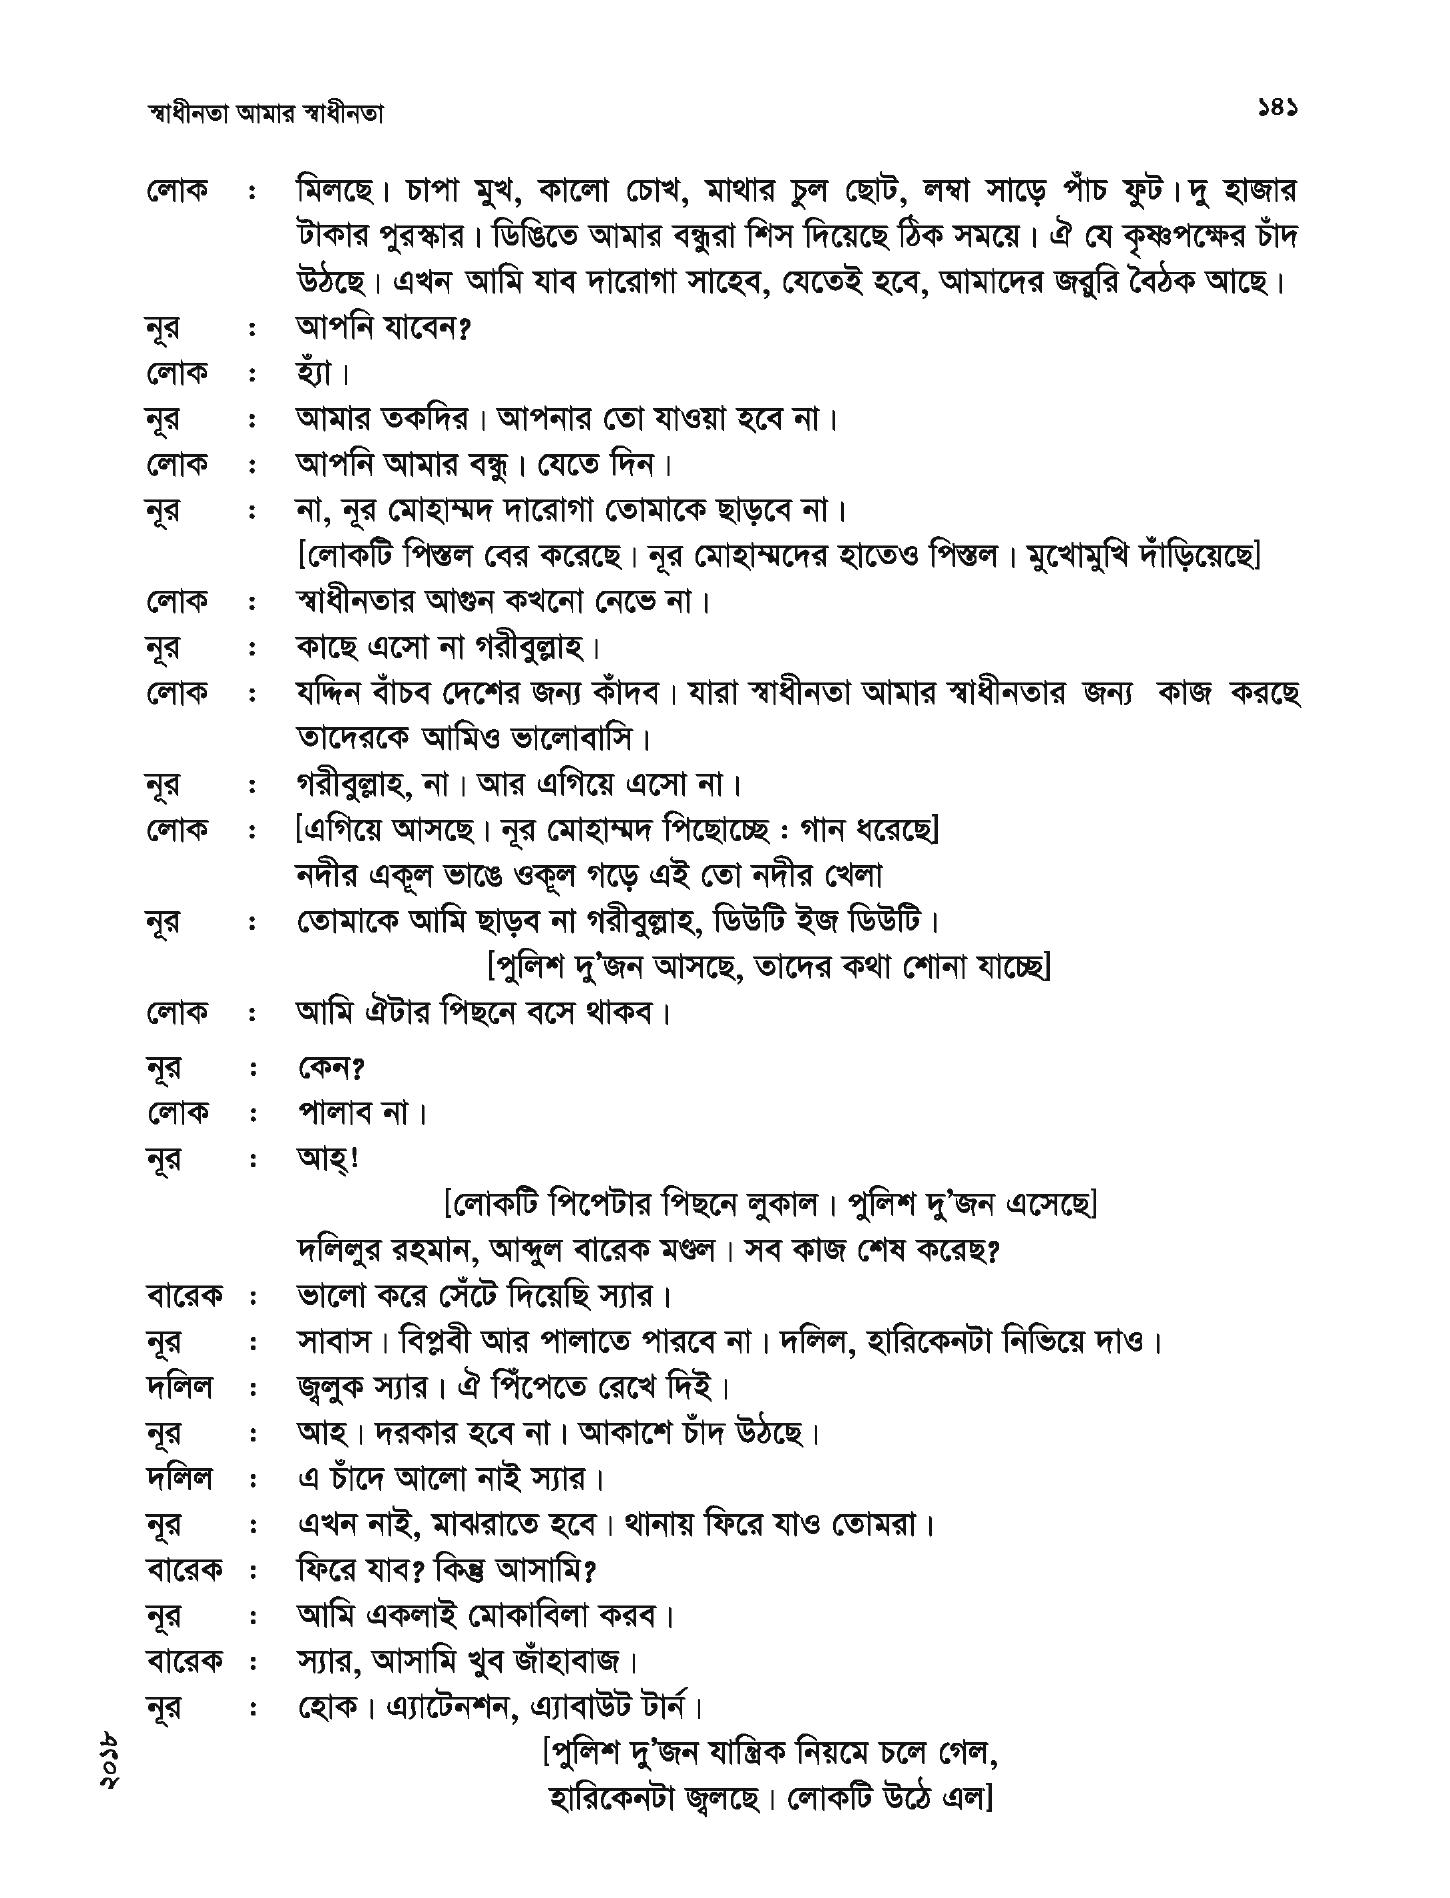 স্বাধীনতা আমার স্বাধীনতা ১৪১
লোক : মিলছে। চাপা মুখ, কালো চোখ, মাথার চুল ছোট, লম্বা সাড়ে পাঁচ ফুট। দু হাজার
টাকার পুরস্কার। ডিঙিতে আমার বন্ধুরা শিস দিয়েছে ঠিক সময়ে। ঐ যে কৃষ্ণপক্ষের চাঁদ
উঠছে। এখন আমি যাব দারোগা সাহেব, যেতেই হবে, আমাদের জরুরি বৈঠক আছে।
নূর : আপনি যাবেন?
লোক : হ্যাঁ।
নূর : আমার তকদির। আপনার তো যাওয়া হবে না।
লোক : আপনি আমার বন্ধু। যেতে দিন।
নূর : না, নূর মোহাম্মদ দারোগা তোমাকে ছাড়বে না।
[লোকটি পিস্তল বের করেছে। নূর মোহাম্মদের হাতেও পিস্তল। মুখোমুখি দাঁড়িয়েছে]
লোক : স্বাধীনতার আগুন কখনো নেভে না।
নূর : কাছে এসো না গরীবুল্লাহ।
লোক : যদ্দিন বাঁচব দেশের জন্য কাঁদব। যারা স্বাধীনতা আমার স্বাধীনতার জন্য কাজ করছে
তাদেরকে আমিও ভালোবাসি।
নূর : গরীবুল্লাহ, না। আর এগিয়ে এসো না।
লোক : [এগিয়ে আসছে। নূর মোহাম্মদ পিছোচ্ছে : গান ধরেছে]
নদীর একূল ভাঙে ওকূল গড়ে এই তো নদীর খেলা
নূর : তোমাকে আমি ছাড়ব না গরীবুল্লাহ, ডিউটি ইজ ডিউটি।
[পুলিশ দু’জন আসছে, তাদের কথা শোনা যাচ্ছে]
লোক : আমি ঐটার পিছনে বসে থাকব।
নূর : কেন?
লোক : পালাব না।
নূর : আহ্!
[লোকটি পিপেটার পিছনে লুকাল। পুলিশ দু’জন এসেছে]
দলিলুর রহমান, আব্দুল বারেক মণ্ডল। সব কাজ শেষ করেছ?
বারেক : ভালো করে সেঁটে দিয়েছি স্যার।
নূর : সাবাস। বিপ্লবী আর পালাতে পারবে না। দলিল, হারিকেনটা নিভিয়ে দাও।
দলিল : জ্বলুক স্যার। ঐ পিঁপেতে রেখে দিই।
নূর : আহ। দরকার হবে না। আকাশে চাঁদ উঠছে।
দলিল : এ চাঁদে আলো নাই স্যার।
নূর : এখন নাই, মাঝরাতে হবে। থানায় ফিরে যাও তোমরা।
বারেক : ফিরে যাব? কিন্তু আসামি?
নূর : আমি একলাই মোকাবিলা করব।
বারেক : স্যার, আসামি খুব জাঁহাবাজ।
নূর : হোক। এ্যাটেনশন, এ্যাবাউট টার্ন।
[পুলিশ দু’জন যান্ত্রিক নিয়মে চলে গেল,
হারিকেনটা জ্বলছে। লোকটি উঠে এল]
২০১৮